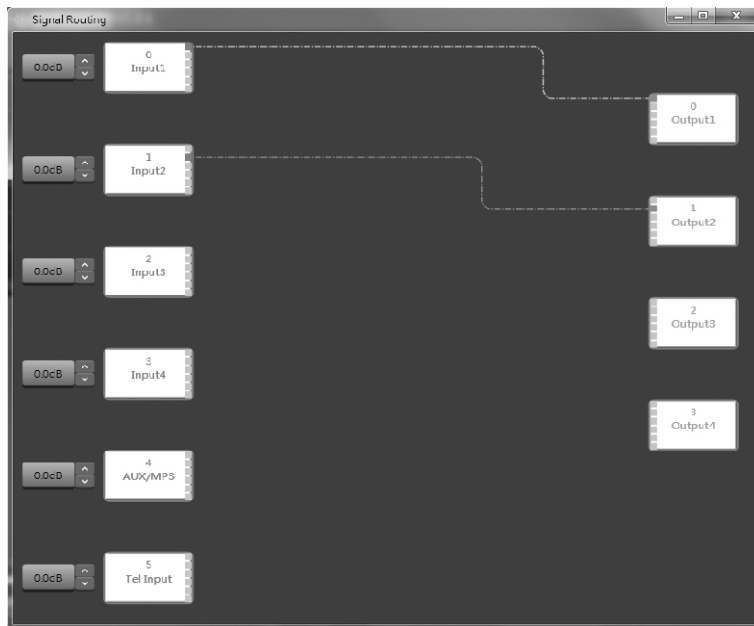 Signal Routing
0.0dB
0
Input1
0
Output1
0.0dB
1
Input2
1
Output2
0.0dB
2
Input3
2
Output3
0.0dB
3
Input4
3
Output4
0.0dB
4
AUX/MP3
0.0dB
5
Tel Input